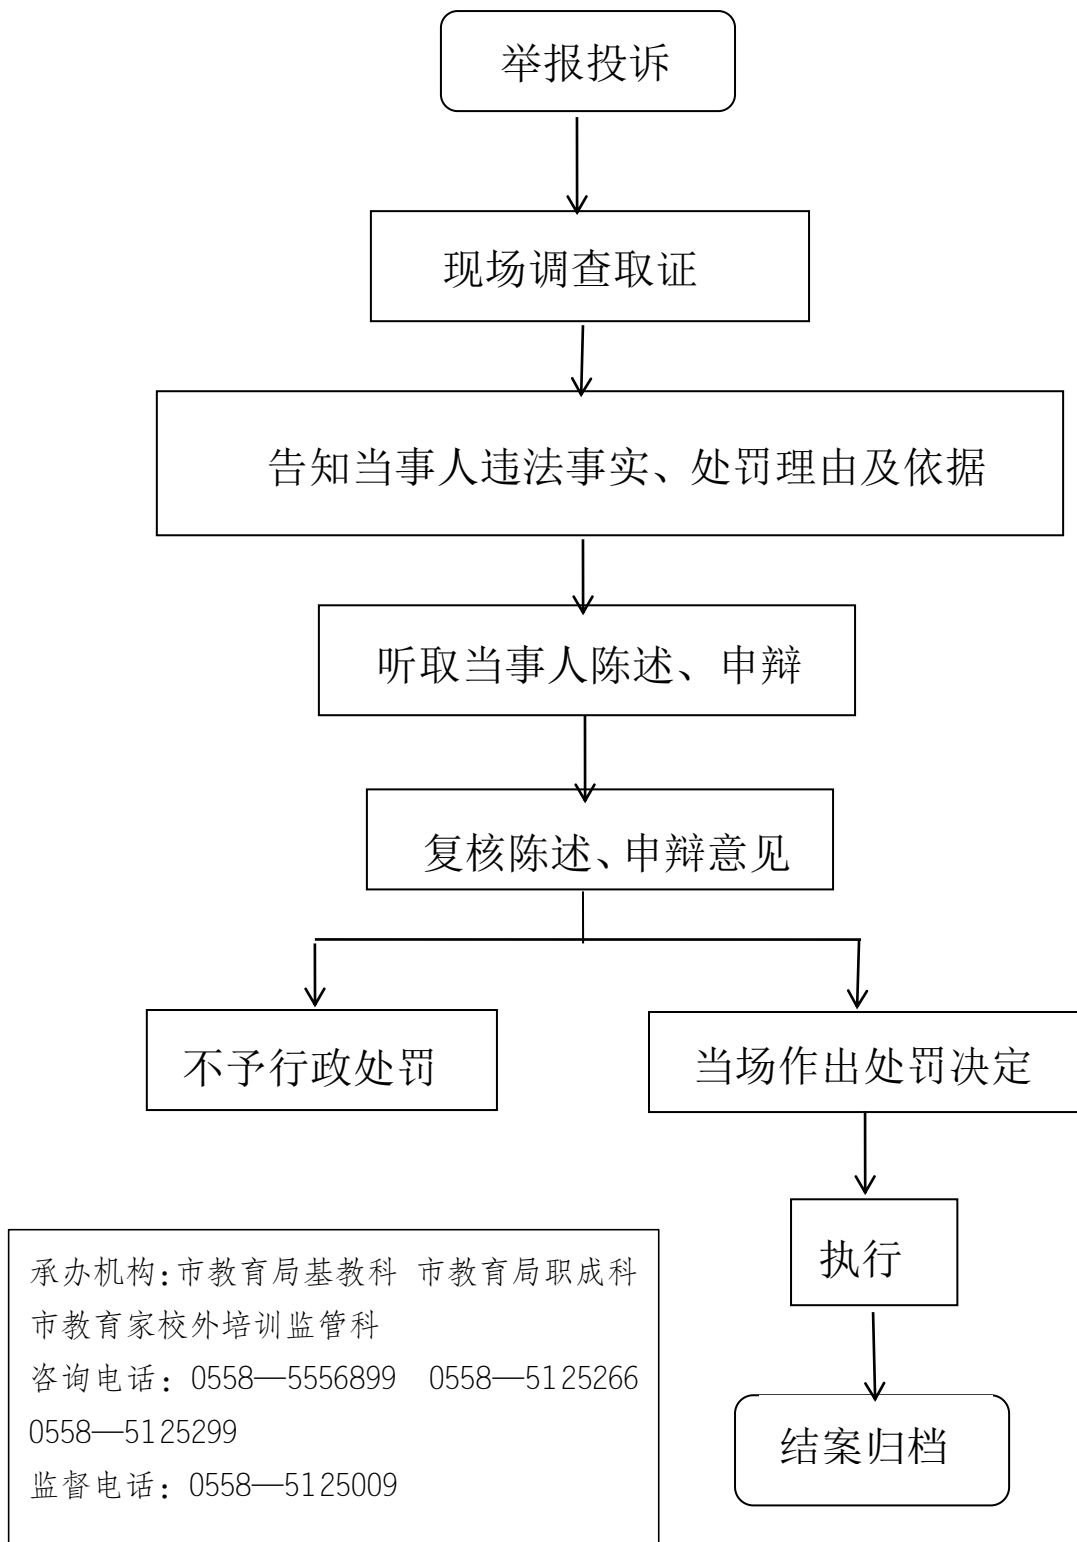 举报投诉
现场调查取证
告知当事人违法事实、处罚理由及依据
听取当事人陈述、申辩
复核陈述、申辩意见
不予行政处罚
当场作出处罚决定
执行
结案归档
承办机构：市教育局基教科 市教育局职成科
市教育家校外培训监管科
咨询电话：0558—5556899 0558—5125266
0558—5125299
监督电话：0558—5125009